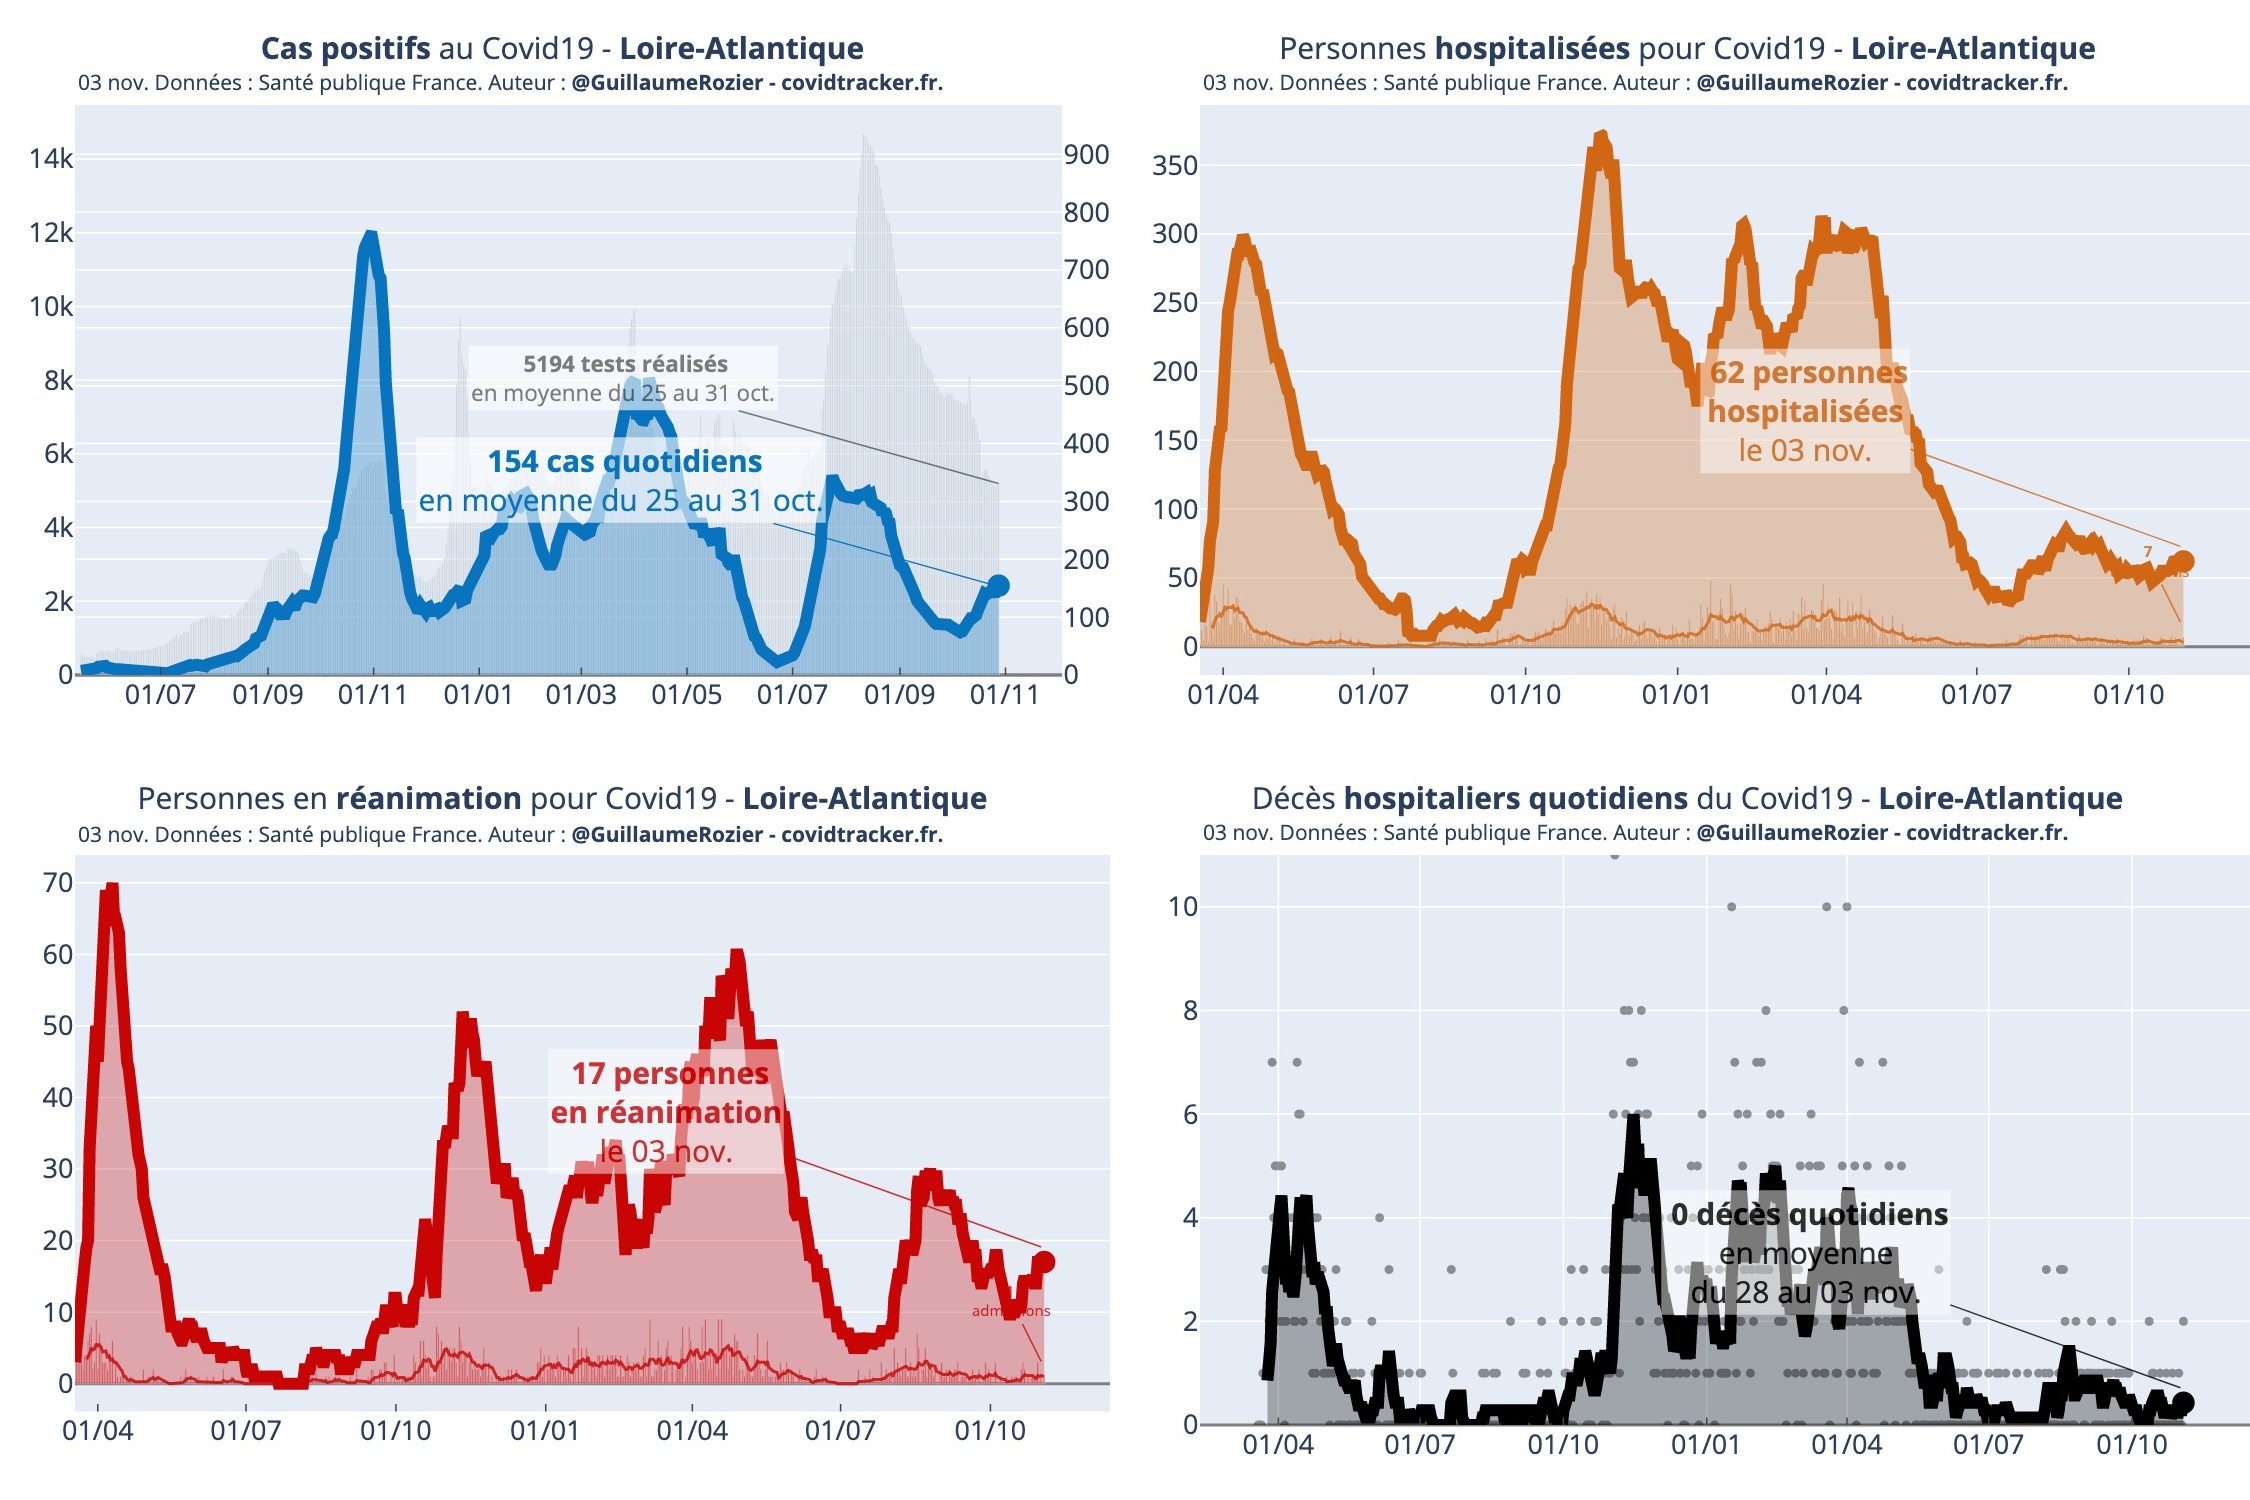 Cas positifs au Covid19 - Loire-Atlantique
03 nov. Données : Santé publique France. Auteur : @GuillaumeRozier - covidtracker.fr.
14k
12k
10k
8k
6k
4k
2k
0
900
800
700
600
500
400
300
200
100
0
5194 tests réalisés
en moyenne du 25 au 31 oct.
154 cas quotidiens
en moyenne du 25 au 31 oct.
01/07 01/09 01/11 01/01 01/03 01/05 01/07 01/09 01/11
Personnes hospitalisées pour Covid19 - Loire-Atlantique
03 nov. Données : Santé publique France. Auteur : @GuillaumeRozier - covidtracker.fr.
350
300
250
200
150
100
50
0
62 personnes
hospitalisées
le 03 nov.
7
01/04 01/07 01/10 01/01 01/04 01/07 01/10
Personnes en réanimation pour Covid19 - Loire-Atlantique
03 nov. Données : Santé publique France. Auteur : @GuillaumeRozier - covidtracker.fr.
70
60
50
40
30
20
10
0
17 personnes
en réanimation
le 03 nov.
01/04 01/07 01/10 01/01 01/04 01/07 01/10
Décès hospitaliers quotidiens du Covid19 - Loire-Atlantique
03 nov. Données : Santé publique France. Auteur : @GuillaumeRozier - covidtracker.fr.
10
8
6
4
2
0
0 décès quotidiens
en moyenne
du 28 au 03 nov.
01/04 01/07 01/10 01/01 01/04 01/07 01/10